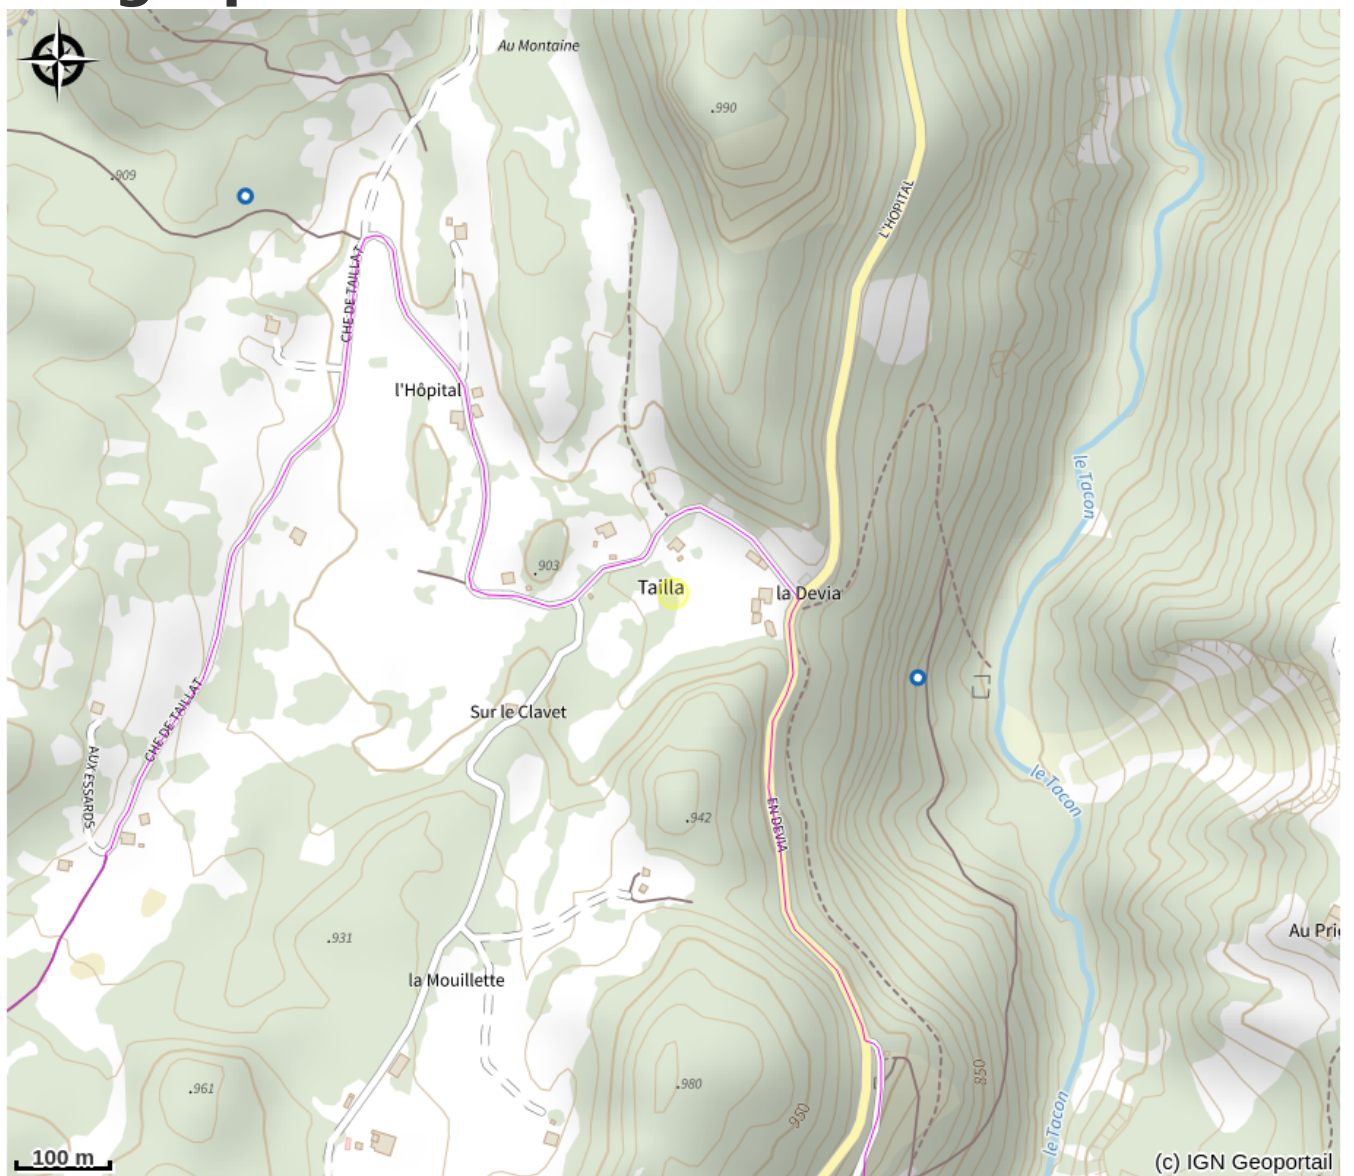 Au Montaine
.990
.909
L'HOPITAL
CHE DE TAILLAT
l'Hôpital
le Tacon
.903
Tailla
la Devia
Sur le Clavet
CHE DE TAILLAT
AUX ESSARDS
le Tacon
EN DEVIA
.942
.931
Au Pri
la Mouillette
.961
.980
950
850
le Tacon
100 m
(c) IGN Geoportail